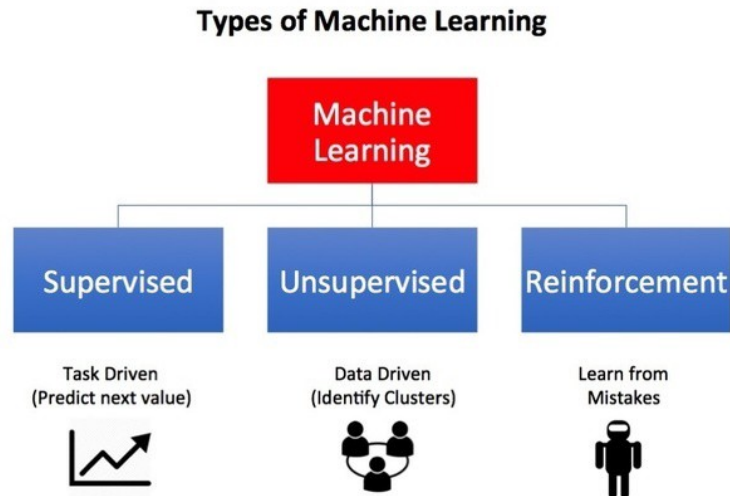 Types of Machine Learning
Machine
Learning
Supervised
Unsupervised
Reinforcement
Task Driven
(Predict next value)
Data Driven
(Identify Clusters)
Learn from
Mistakes